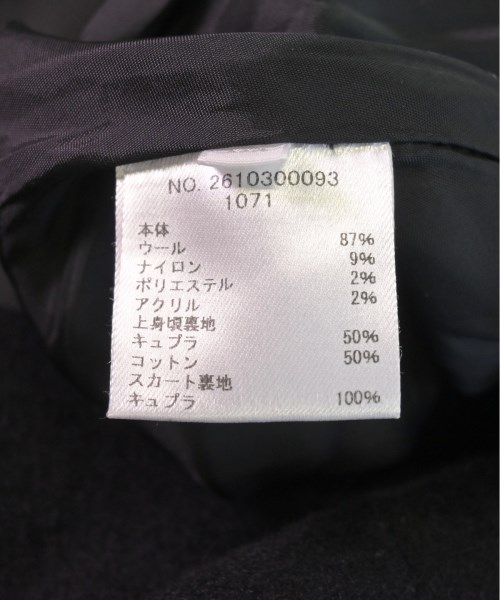 NO. 2610300093
1071
本体
ウール 87%
ナイロン 9%
ポリエステル 2%
アクリル 2%
上身頃裏地
キュプラ 50%
コットン 50%
スカート裏地
キュプラ 100%